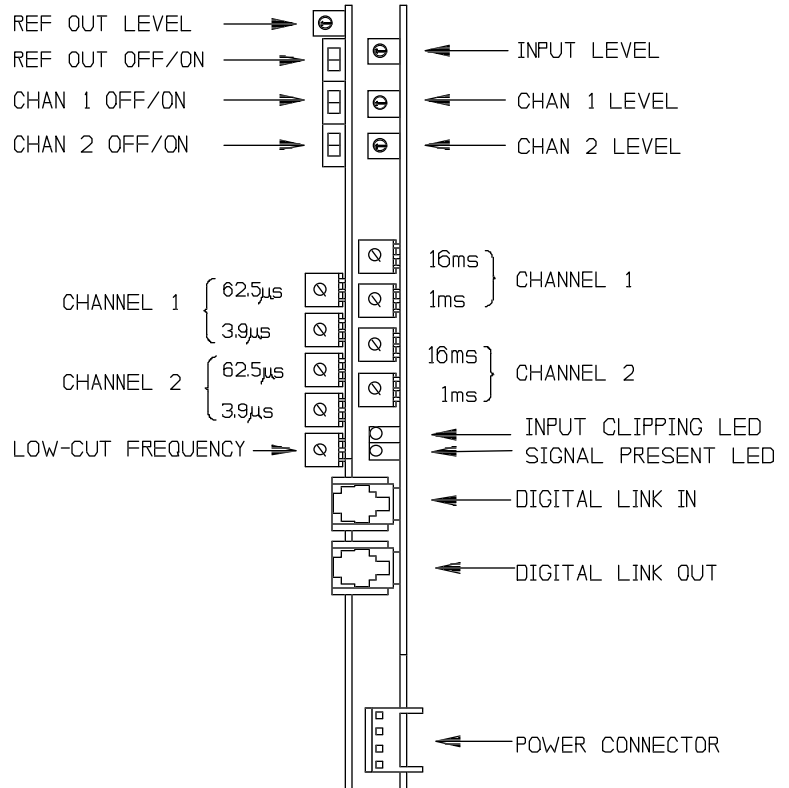 REF OUT LEVEL
REF OUT OFF/ON
CHAN 1 OFF/ON
CHAN 2 OFF/ON
INPUT LEVEL
CHAN 1 LEVEL
CHAN 2 LEVEL
16ms
1ms
CHANNEL 1
16ms
1ms
CHANNEL 2
CHANNEL 1
62.5µs
3.9µs
CHANNEL 2
62.5µs
3.9µs
LOW-CUT FREQUENCY
INPUT CLIPPING LED
SIGNAL PRESENT LED
DIGITAL LINK IN
DIGITAL LINK OUT
POWER CONNECTOR